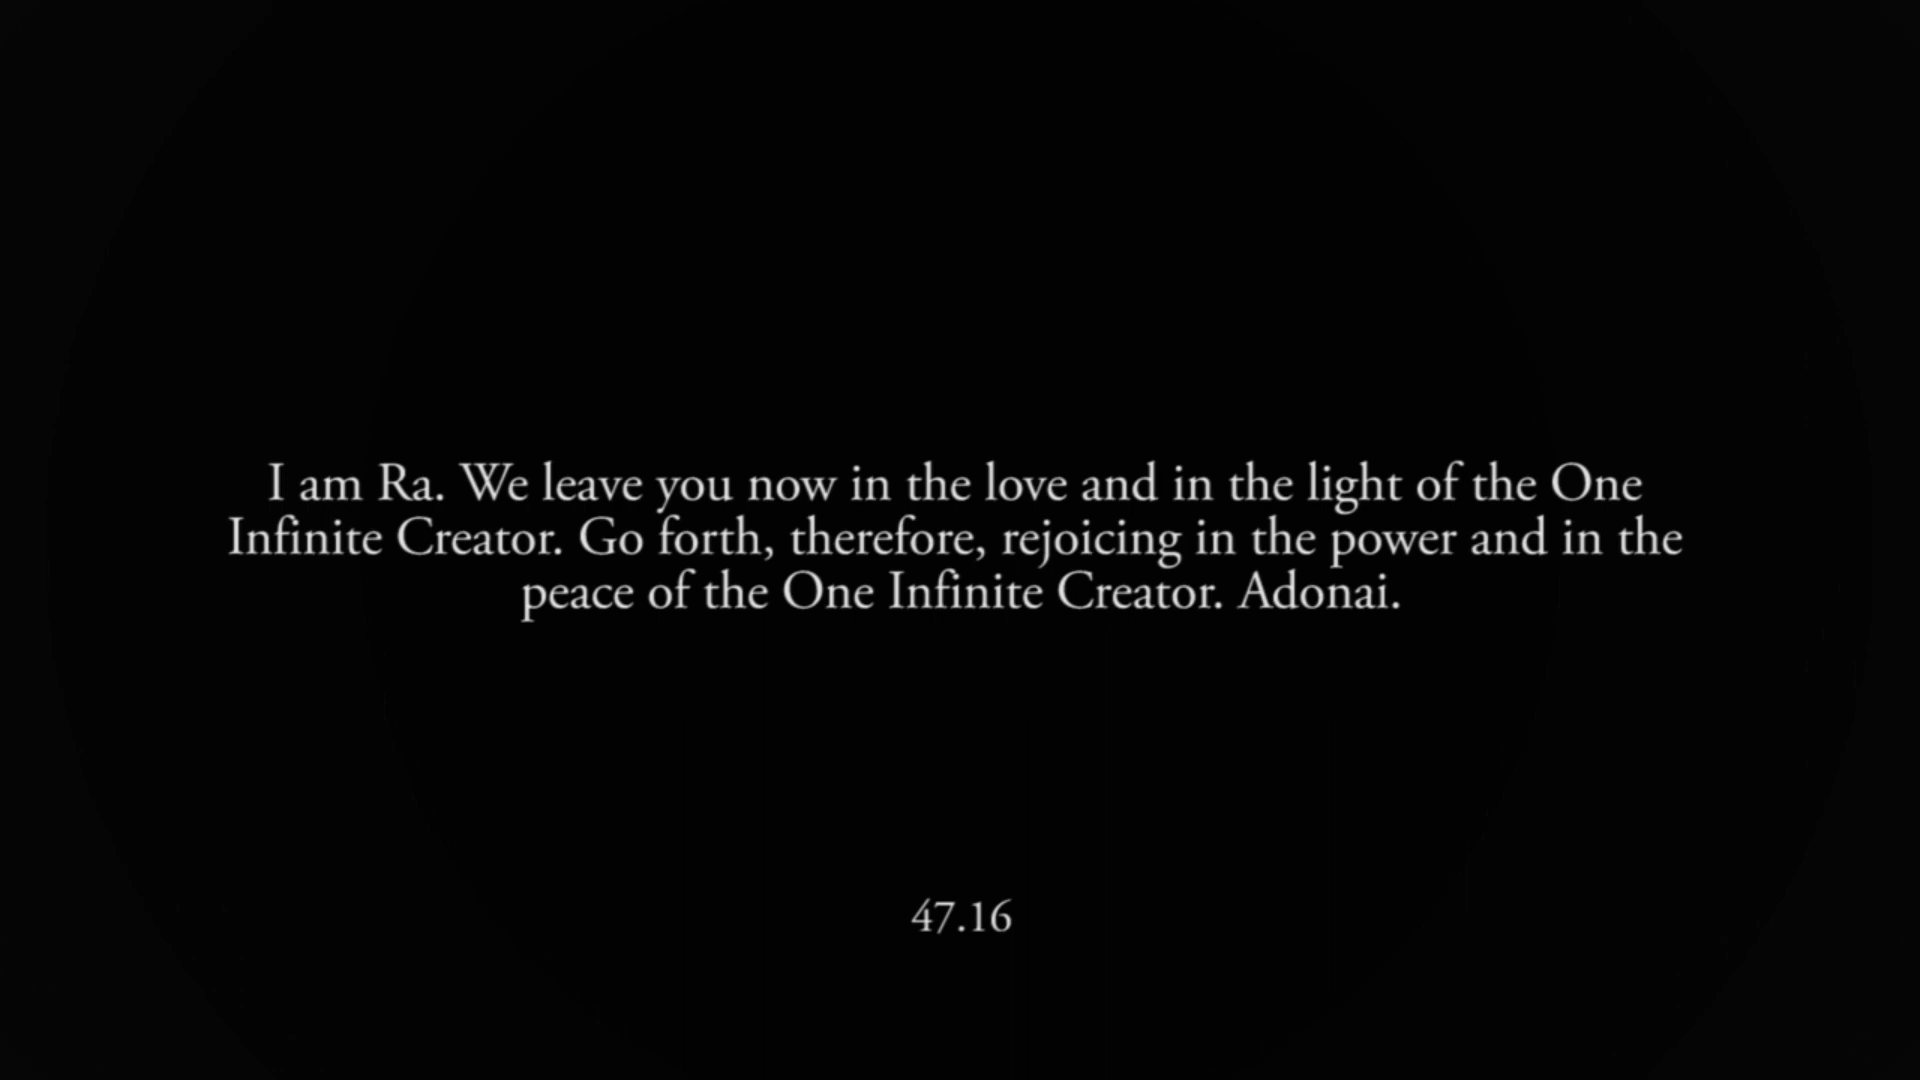 I am Ra. We leave you now in the love and in the light of the One
Infinite Creator. Go forth, therefore, rejoicing in the power and in the
peace of the One Infinite Creator. Adonai.
47.16